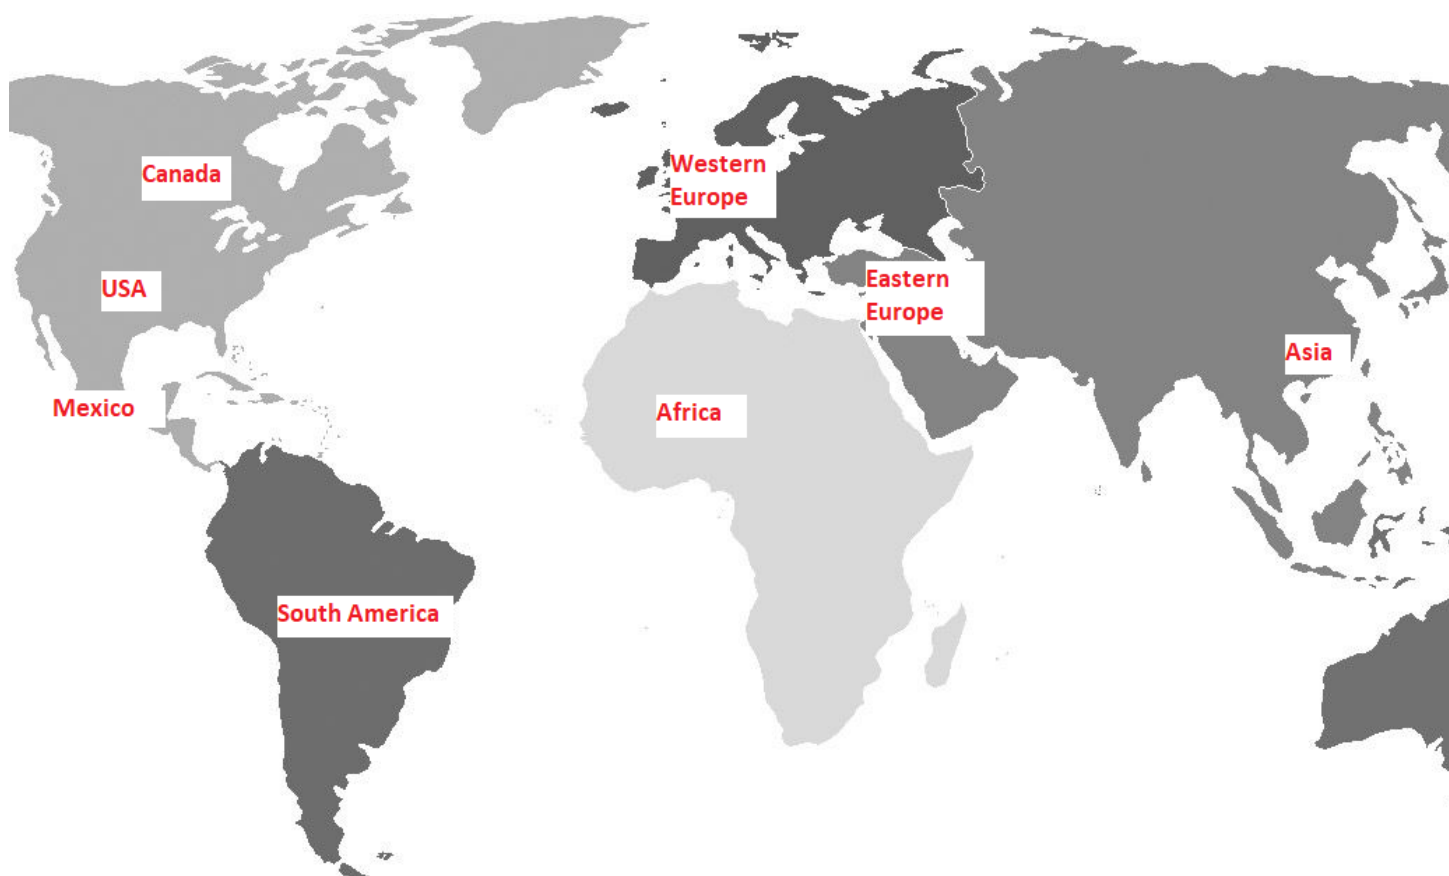 Canada
Western
Europe
USA
Eastern
Europe
Asia
Mexico
Africa
South America